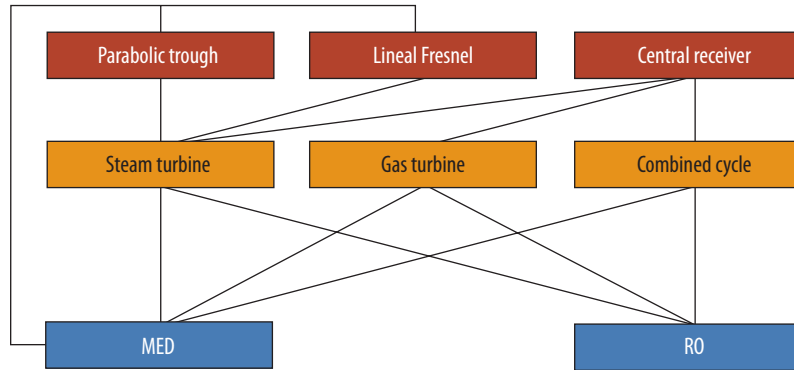 Parabolic trough
Lineal Fresnel
Central receiver
Steam turbine
Gas turbine
Combined cycle
MED
RO